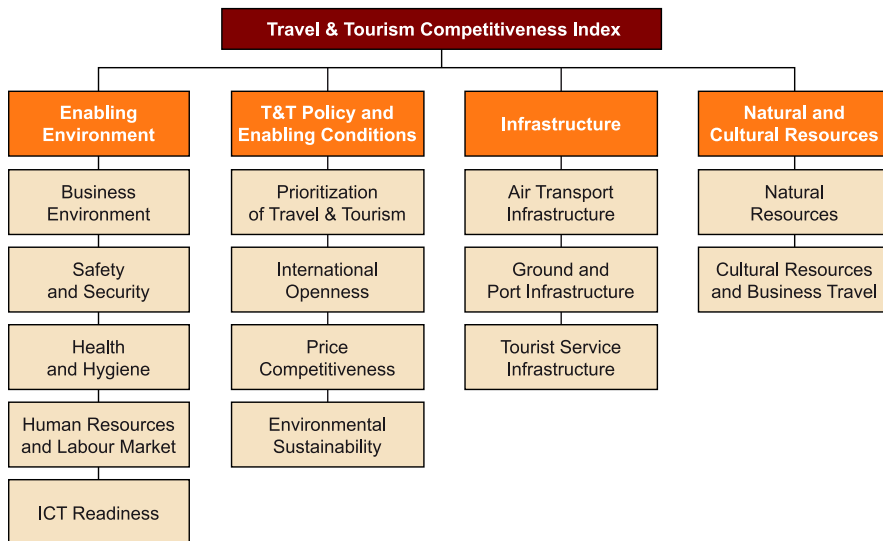 Travel & Tourism Competitiveness Index
Enabling
Environment
Business
Environment
Safety
and Security
Health
and Hygiene
Human Resources
and Labour Market
ICT Readiness
T&T Policy and
Enabling Conditions
Prioritization
of Travel & Tourism
International
Openness
Price
Competitiveness
Environmental
Sustainability
Infrastructure
Air Transport
Infrastructure
Ground and
Port Infrastructure
Tourist Service
Infrastructure
Natural and
Cultural Resources
Natural
Resources
Cultural Resources
and Business Travel